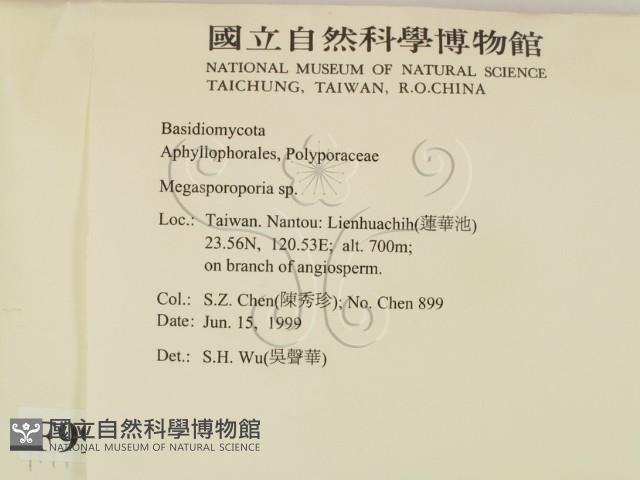 國立自然科學博物館
NATIONAL MUSEUM OF NATURAL SCIENCE
TAICHUNG, TAIWAN, R.O.CHINA
Basidiomycota
Aphyllophorales, Polyporaceae
Megasporoporia sp.
Loc.: Taiwan. Nantou: Lienhuachih(蓮華池)
23.56N, 120.53E; alt. 700m;
on branch of angiosperm.
Col.: S.Z. Chen(陳秀珍); No. Chen 899
Date: Jun. 15, 1999
Det.: S.H. Wu(吳聲華)
國立自然科學博物館
NATIONAL MUSEUM OF NATURAL SCIENCE